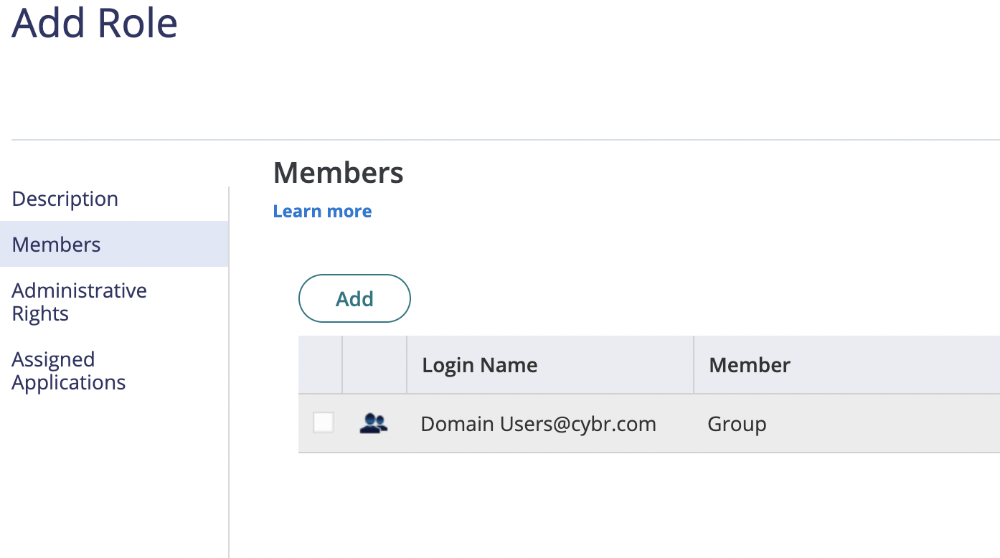 Add Role
Description
Members
Administrative
Rights
Assigned
Applications
Members
Learn more
Add
Login Name Member
Domain Users@cybr.com Group